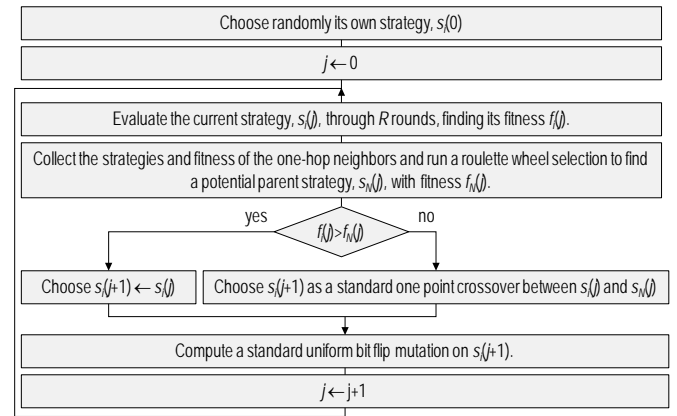 Choose randomly its own strategy, si(0)
j ← 0
Evaluate the current strategy, si(j), through R rounds, finding its fitness fi(j).
Collect the strategies and fitness of the one-hop neighbors and run a roulette wheel selection to find
a potential parent strategy, sN(j), with fitness fN(j).
yes
no
fi(j)>fN(j)
Choose si(j+1) ← si(j)
Choose si(j+1) as a standard one point crossover between si(j) and sN(j)
Compute a standard uniform bit flip mutation on si(j+1).
j ← j+1